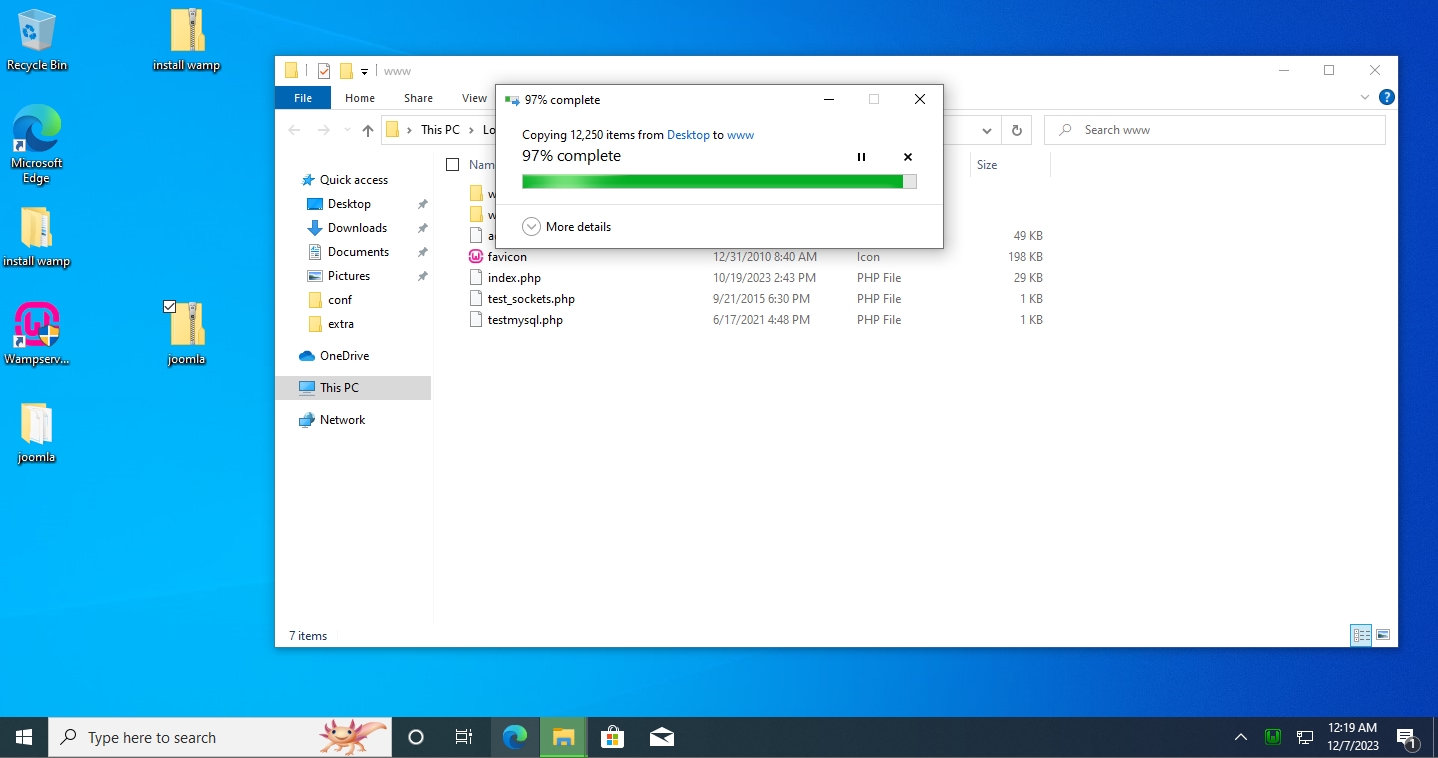 Recycle Bin
install wamp
Microsoft
Edge
install wamp
Wampserv...
joomla
joomla
www
File
Home
Share
View
This PC
Lo
Search www
97% complete
Copying 12,250 items from Desktop to www
97% complete
More details
Nam
Size
w
w
a
49 KB
favicon
12/31/2010 8:40 AM
Icon
198 KB
index.php
10/19/2023 2:43 PM
PHP File
29 KB
test_sockets.php
9/21/2015 6:30 PM
PHP File
1 KB
testmysql.php
6/17/2021 4:48 PM
PHP File
1 KB
Quick access
Desktop
Downloads
Documents
Pictures
conf
extra
OneDrive
This PC
Network
7 items
Type here to search
12:19 AM
12/7/2023
1